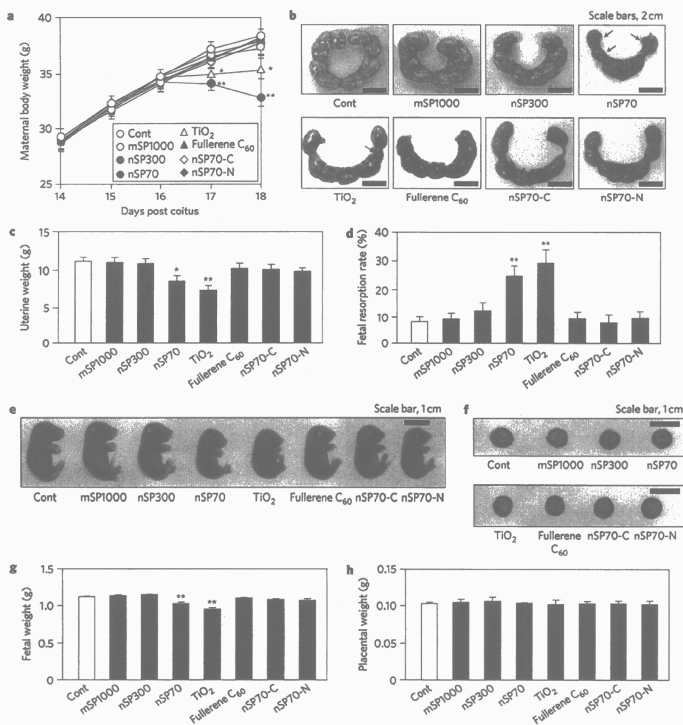 a
Maternal body weight (g)
40
35
30
25
14
15
16
17
18
Days post coitus
Cont
mSP1000
nSP300
nSP70
TiO2
Fullerene C60
nSP70-C
nSP70-N
*
**
*
**
b
Scale bars, 2 cm
Cont
mSP1000
nSP300
nSP70
TiO2
Fullerene C60
nSP70-C
nSP70-N
c
Uterine weight (g)
15
10
5
0
*
**
Cont
mSP1000
nSP300
nSP70
TiO2
Fullerene C60
nSP70-C
nSP70-N
d
Fetal resorption rate (%)
40
30
20
10
0
**
**
Cont
mSP1000
nSP300
nSP70
TiO2
Fullerene C60
nSP70-C
nSP70-N
e
Scale bar, 1 cm
Cont
mSP1000
nSP300
nSP70
TiO2
Fullerene C60
nSP70-C
nSP70-N
f
Scale bar, 1 cm
Cont
mSP1000
nSP300
nSP70
TiO2
Fullerene
C60
nSP70-C
nSP70-N
g
Fetal weight (g)
1.5
1.0
0.5
0
**
**
Cont
mSP1000
nSP300
nSP70
TiO2
Fullerene C60
nSP70-C
nSP70-N
h
Placental weight (g)
0.15
0.10
0.05
0
Cont
mSP1000
nSP300
nSP70
TiO2
Fullerene C60
nSP70-C
nSP70-N